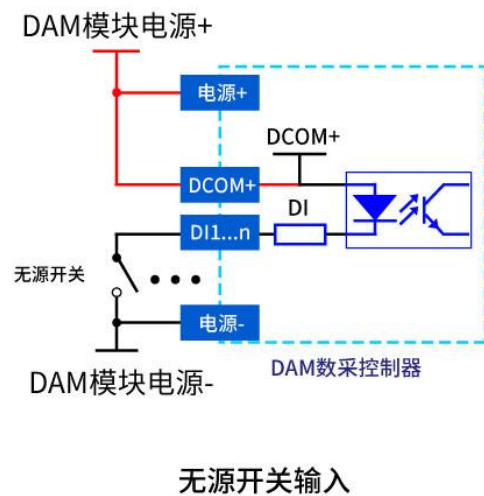 DAM模块电源+
电源+
DCOM+
DCOM+
DI
DI1...n
无源开关
电源-
DAM数采控制器
DAM模块电源-
无源开关输入